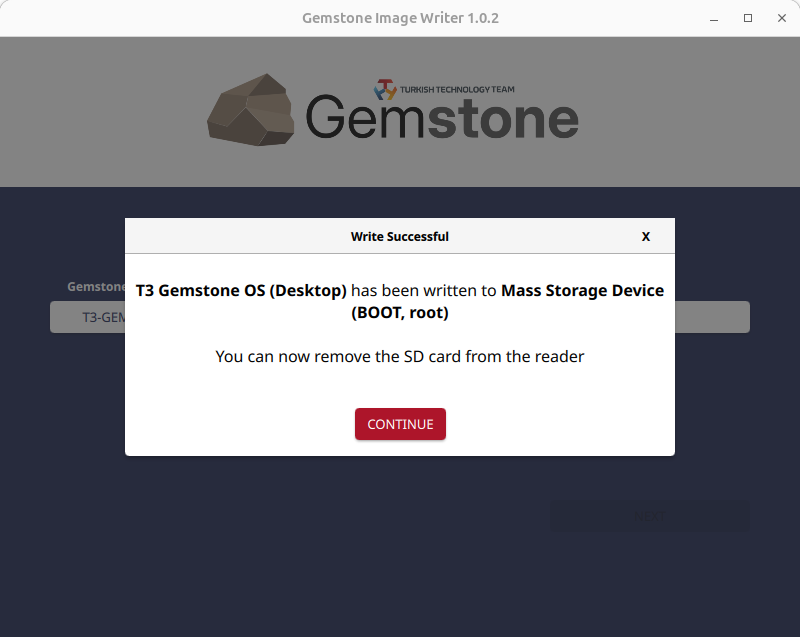 Gemstone Image Writer 1.0.2
TURKISH TECHNOLOGY TEAM
Gemstone
Write Successful X
T3 Gemstone OS (Desktop) has been written to Mass Storage Device
(BOOT, root)
Gemstone
T3-GEM
You can now remove the SD card from the reader
CONTINUE
NEXT